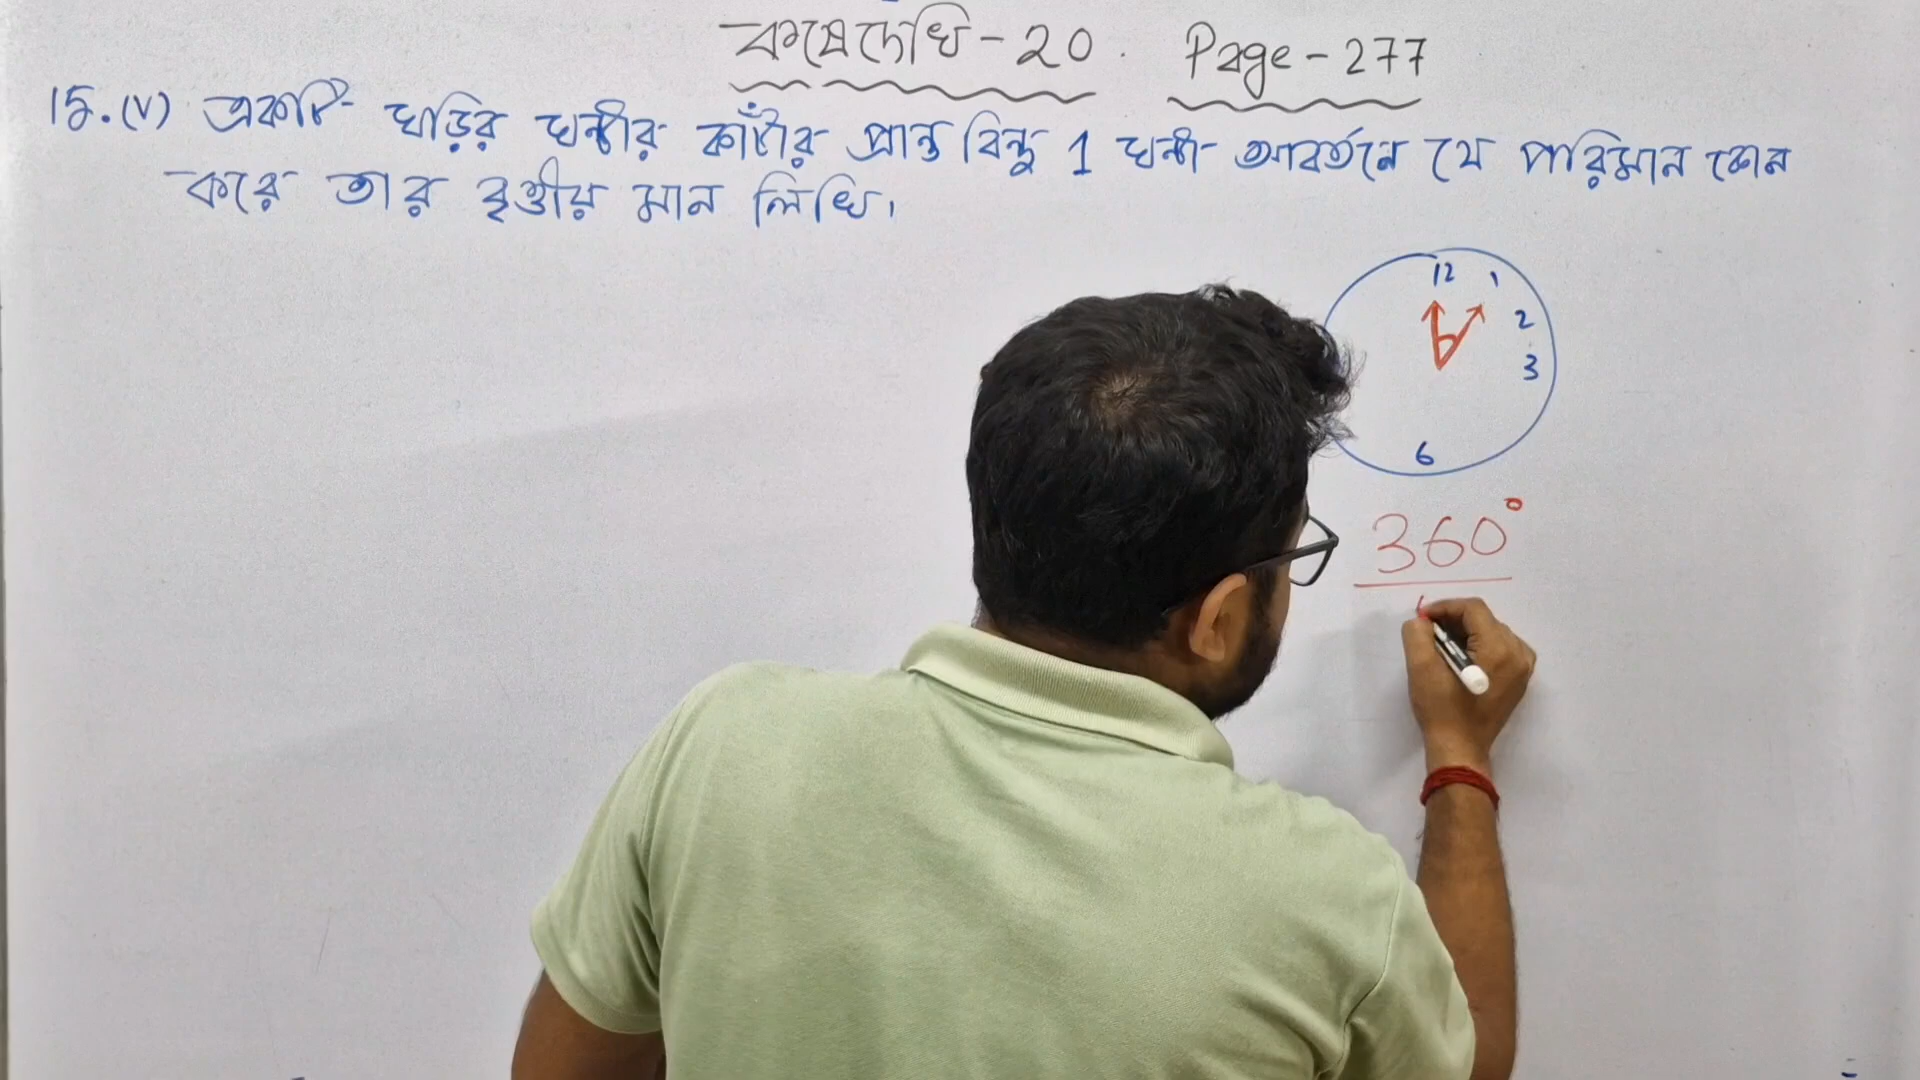 কষে দেখি - 20. Page - 277
15. (v) একটি ঘড়ির ঘন্টার কাঁটার প্রান্ত বিন্দু 1 ঘন্টা আবর্তনে যে পরিমান কোন
করে তার বৃত্তীয় মান লিখি।
12 1
2
3
6
360°